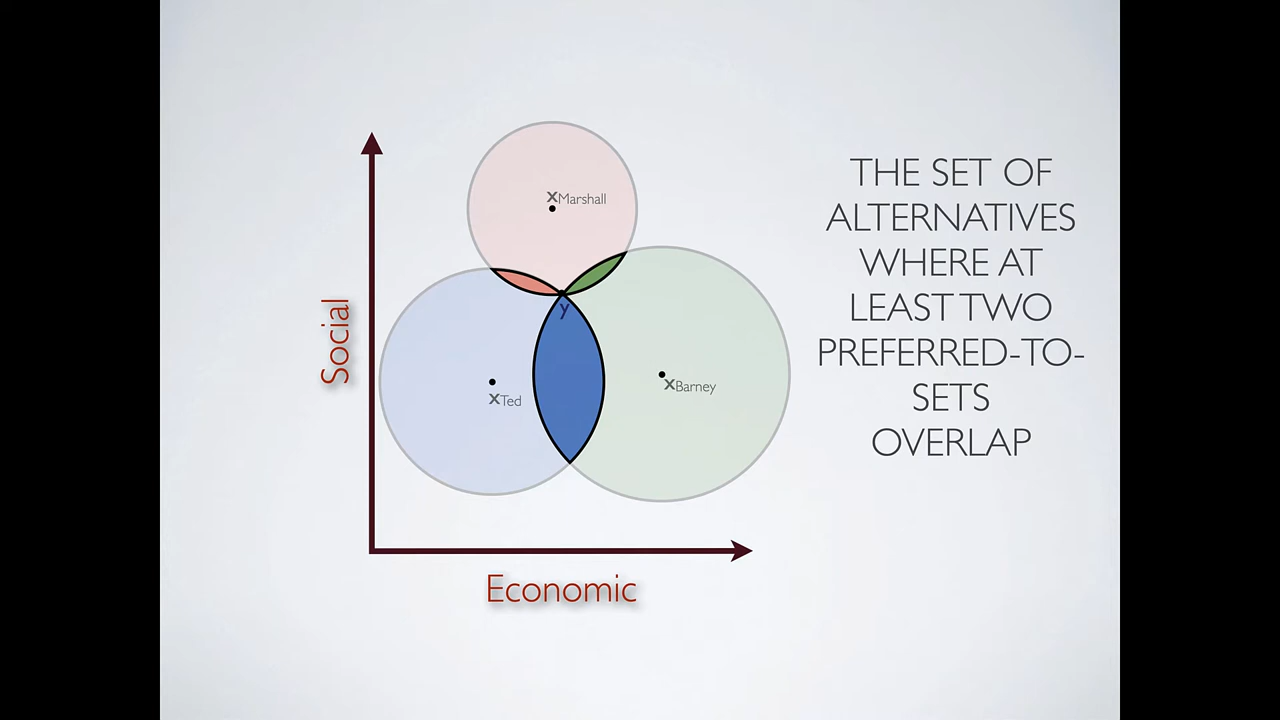 xMarshall
y
xTed
xBarney
Social
Economic
THE SET OF
ALTERNATIVES
WHERE AT
LEAST TWO
PREFERRED-TO-
SETS
OVERLAP